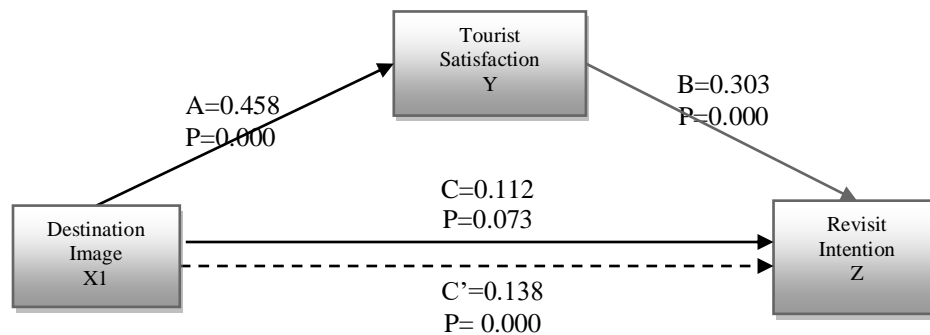 Tourist
Satisfaction
Y
A=0.458
P=0.000
B=0.303
P=0.000
Destination
Image
X1
C=0.112
P=0.073
Revisit
Intention
Z
C’=0.138
P= 0.000